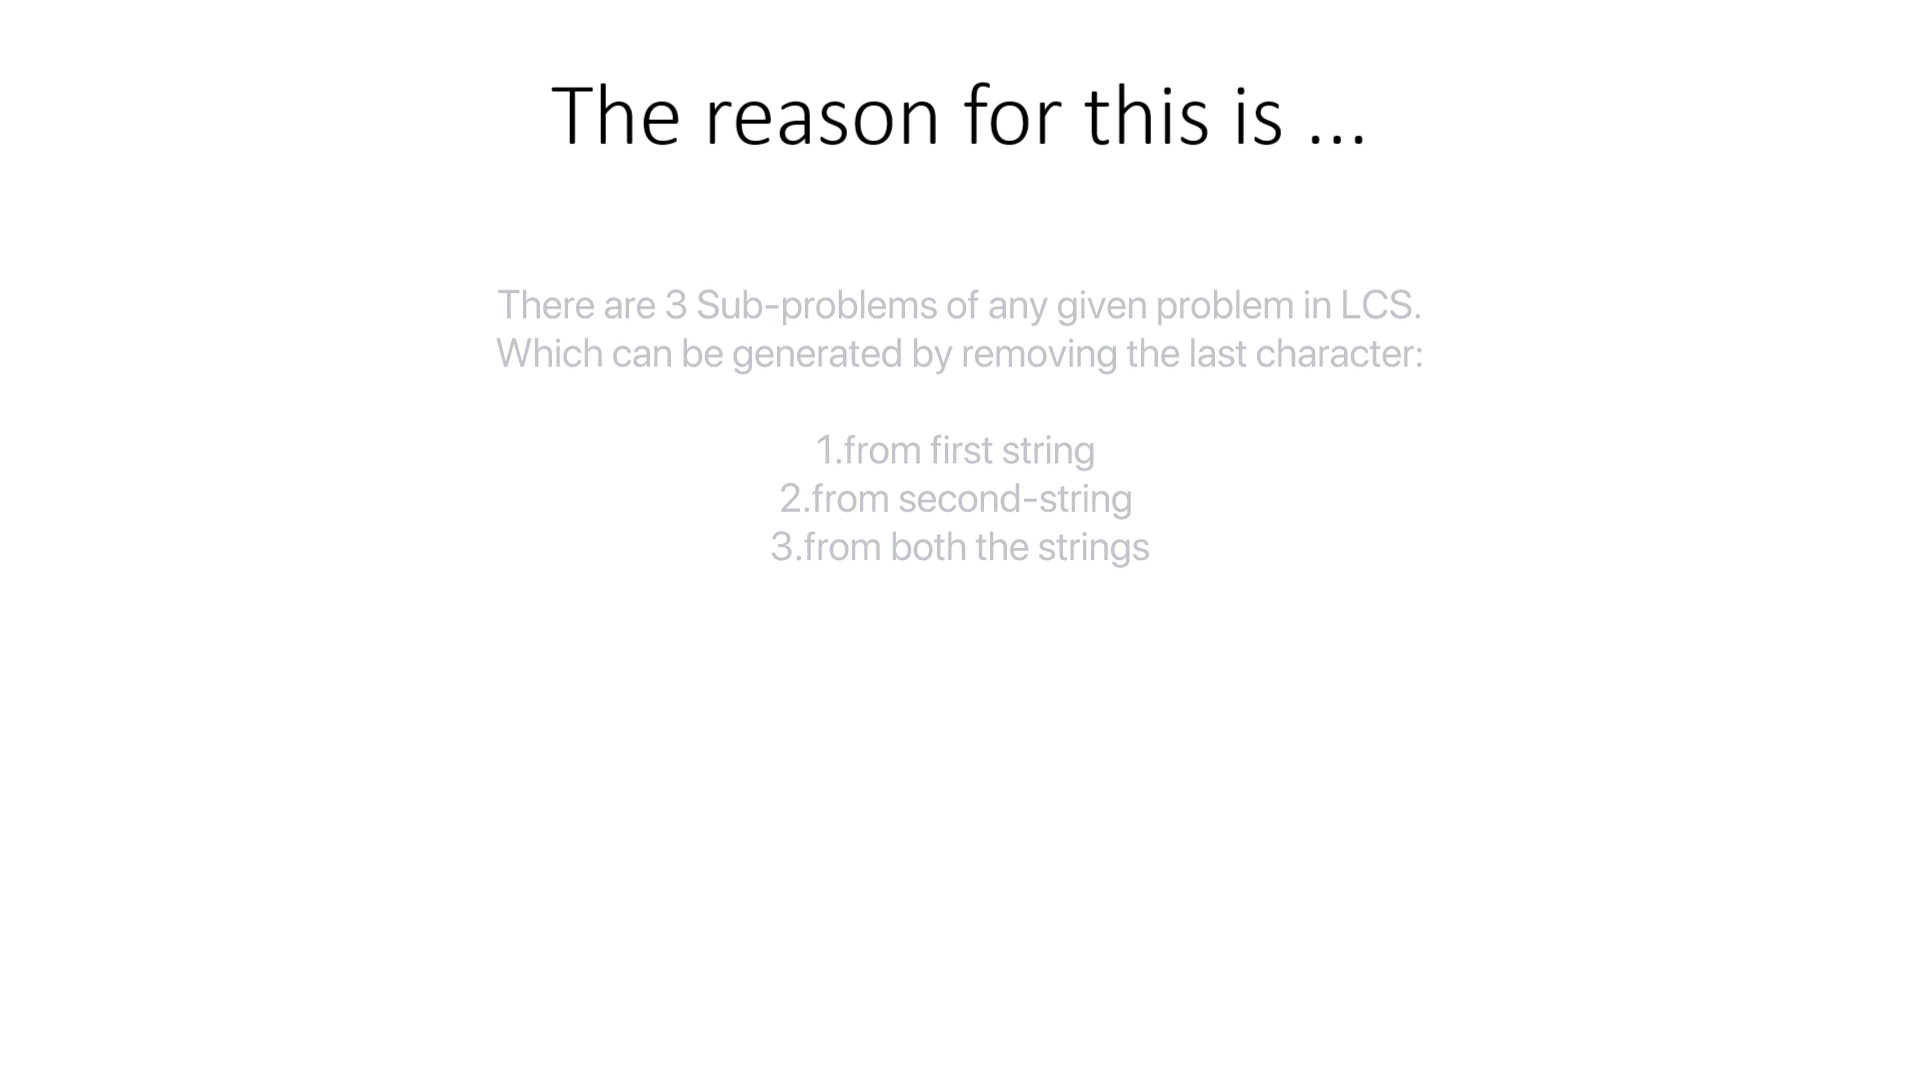 The reason for this is ...
There are 3 Sub-problems of any given problem in LCS.
Which can be generated by removing the last character:
1.from first string
2.from second-string
3.from both the strings